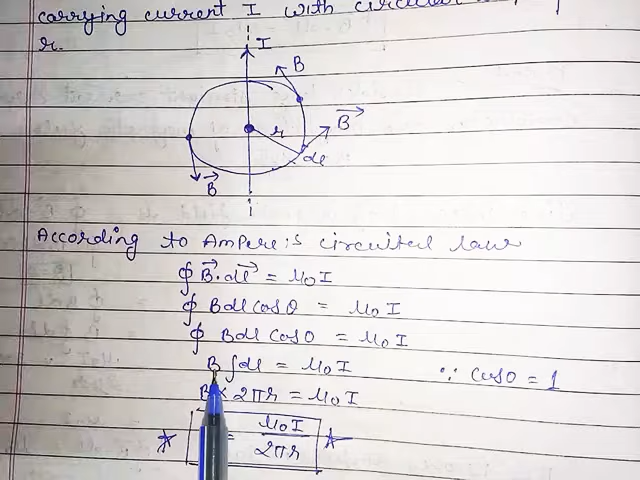 carrying current I with circular
r.
I
B
r
B⃗
dl
B⃗
According to Ampere's circuital law
∮ B⃗·dl⃗ = μ₀I
∮ Bdl cosθ = μ₀I
∮ Bdl cos0 = μ₀I
B∫dl = μ₀I ∵ cos0 = 1
B × 2πr = μ₀I
* = μ₀I / 2πr *